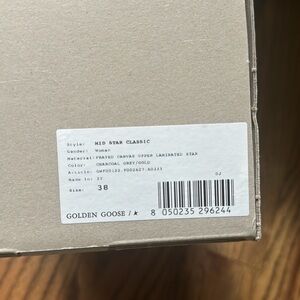 Style: MID STAR CLASSIC
Gender: Woman
Material: FRAYED CANVAS UPPER LAMINATED STAR
Color: CHARCOAL GREY/GOLD
Article:
Made In: IT
Size: 38
GOLDEN GOOSE /
8 050235 296244